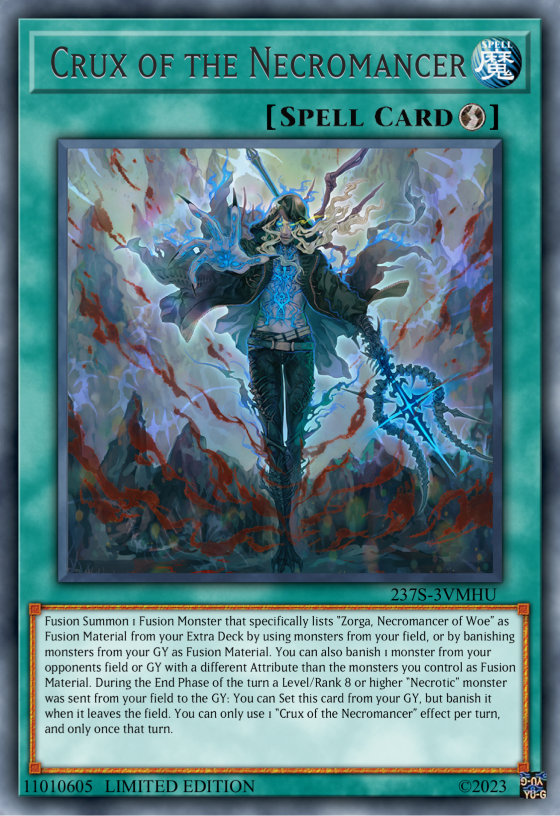 CRUX OF THE NECROMANCER
SPELL
魔
[SPELL CARD]
237S-3VMHU
Fusion Summon 1 Fusion Monster that specifically lists "Zorga, Necromancer of Woe" as
Fusion Material from your Extra Deck by using monsters from your field, or by banishing
monsters from your GY as Fusion Material. You can also banish 1 monster from your
opponents field or GY with a different Attribute than the monsters you control as Fusion
Material. During the End Phase of the turn a Level/Rank 8 or higher "Necrotic" monster
was sent from your field to the GY: You can Set this card from your GY, but banish it
when it leaves the field. You can only use 1 "Crux of the Necromancer" effect per turn,
and only once that turn.
11010605 LIMITED EDITION
©2023
YU-G
YU-G